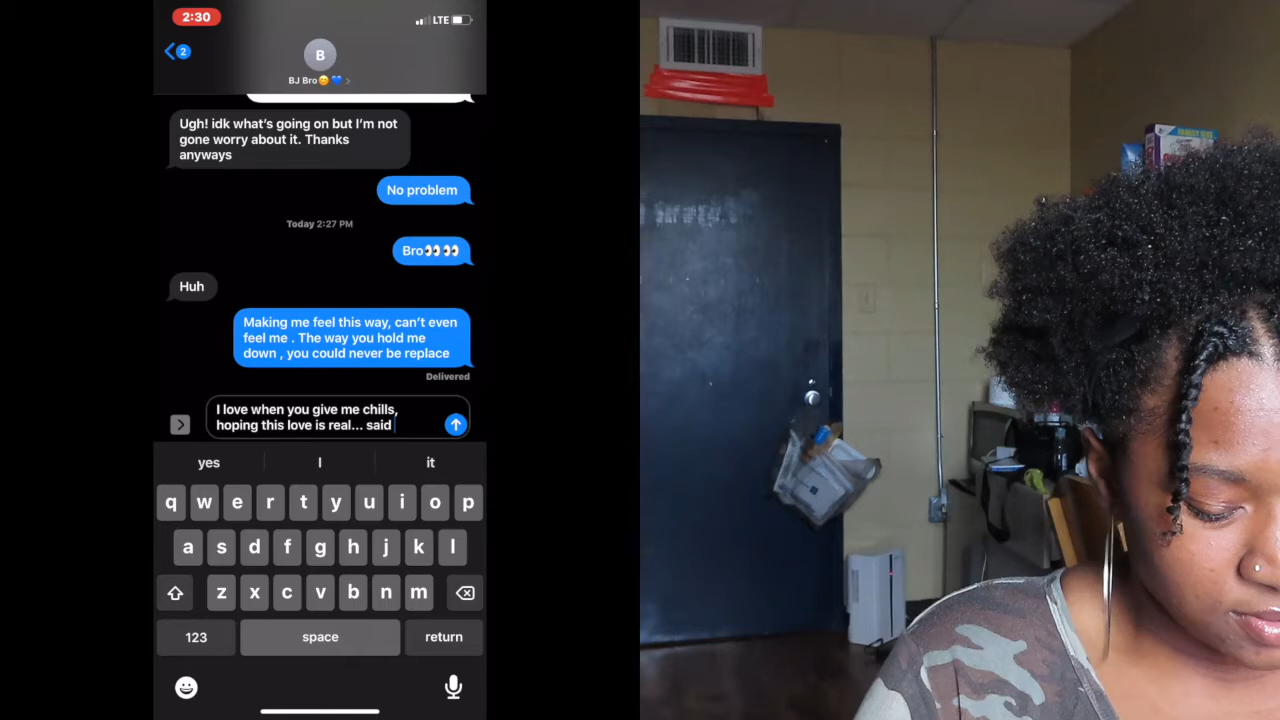 2:30
LTE
2
B
BJ Bro😊💙 >
Ugh! idk what's going on but I'm not
gone worry about it. Thanks
anyways
No problem
Today 2:27 PM
Bro👀👀
Huh
Making me feel this way, can't even
feel me . The way you hold me
down , you could never be replace
Delivered
I love when you give me chills,
hoping this love is real... said
yes I it
q w e r t y u i o p
a s d f g h j k l
z x c v b n m
123 space return